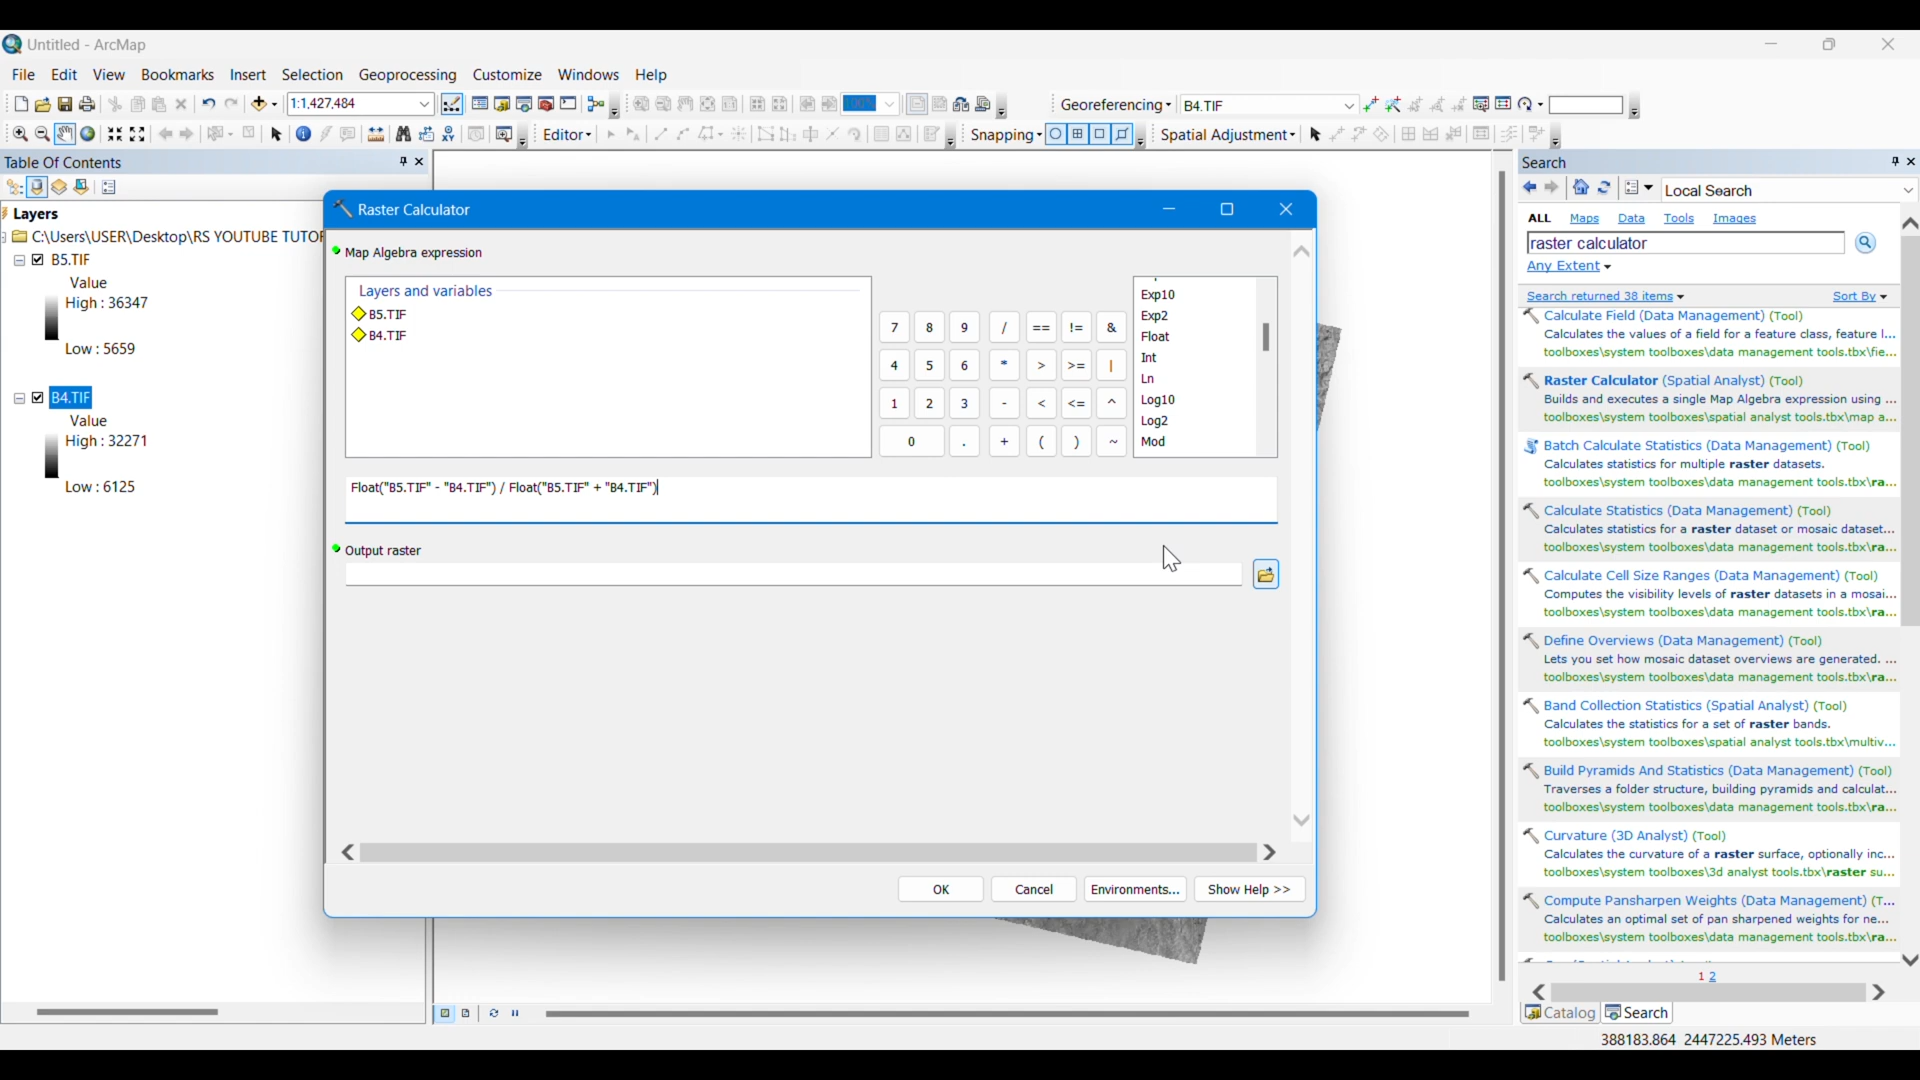 Untitled - ArcMap
File Edit View Bookmarks Insert Selection Geoprocessing Customize Windows Help
1:1,427,484 100% Georeferencing B4.TIF
Editor Snapping Spatial Adjustment
Table Of Contents
Layers
C:\Users\USER\Desktop\RS YOUTUBE TUTOR
B5.TIF
Value
High : 36347
Low : 5659
B4.TIF
Value
High : 32271
Low : 6125
Raster Calculator
Map Algebra expression
Layers and variables
B5.TIF
B4.TIF
7 8 9 / == != &
4 5 6 * > >= |
1 2 3 - < <= ^
0 . + ( ) ~
Exp10
Exp2
Float
Int
Ln
Log10
Log2
Mod
Float("B5.TIF" - "B4.TIF") / Float("B5.TIF" + "B4.TIF")
Output raster
OK Cancel Environments... Show Help >>
Search
Local Search
ALL Maps Data Tools Images
raster calculator
Any Extent
Search returned 38 items Sort By
Calculate Field (Data Management) (Tool)
Calculates the values of a field for a feature class, feature l...
toolboxes\system toolboxes\data management tools.tbx\fie...
Raster Calculator (Spatial Analyst) (Tool)
Builds and executes a single Map Algebra expression using ...
toolboxes\system toolboxes\spatial analyst tools.tbx\map a...
Batch Calculate Statistics (Data Management) (Tool)
Calculates statistics for multiple raster datasets.
toolboxes\system toolboxes\data management tools.tbx\ra...
Calculate Statistics (Data Management) (Tool)
Calculates statistics for a raster dataset or mosaic dataset...
toolboxes\system toolboxes\data management tools.tbx\ra...
Calculate Cell Size Ranges (Data Management) (Tool)
Computes the visibility levels of raster datasets in a mosai...
toolboxes\system toolboxes\data management tools.tbx\ra...
Define Overviews (Data Management) (Tool)
Lets you set how mosaic dataset overviews are generated. ...
toolboxes\system toolboxes\data management tools.tbx\ra...
Band Collection Statistics (Spatial Analyst) (Tool)
Calculates the statistics for a set of raster bands.
toolboxes\system toolboxes\spatial analyst tools.tbx\multiv...
Build Pyramids And Statistics (Data Management) (Tool)
Traverses a folder structure, building pyramids and calculat...
toolboxes\system toolboxes\data management tools.tbx\ra...
Curvature (3D Analyst) (Tool)
Calculates the curvature of a raster surface, optionally inc...
toolboxes\system toolboxes\3d analyst tools.tbx\raster su...
Compute Pansharpen Weights (Data Management) (T...
Calculates an optimal set of pan sharpened weights for ne...
toolboxes\system toolboxes\data management tools.tbx\ra...
1 2
Catalog Search
388183.864 2447225.493 Meters